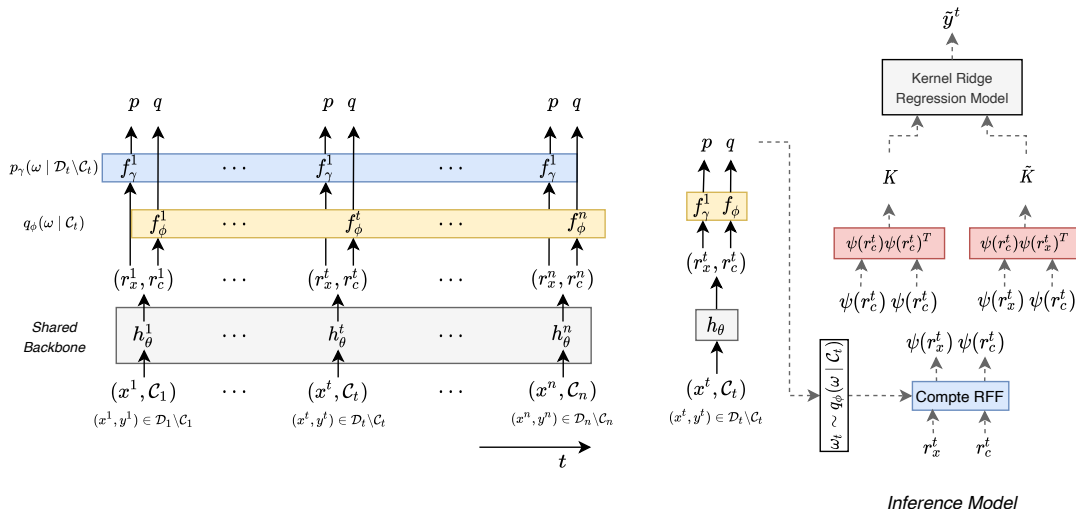 p q p q p q
p_γ(ω | 𝒟_t\𝒞_t) f_γ^1 ⋯ f_γ^1 ⋯ f_γ^1
q_ϕ(ω | 𝒞_t) f_ϕ^1 ⋯ f_ϕ^t ⋯ f_ϕ^n
(r_x^1, r_c^1) ⋯ (r_x^t, r_c^t) ⋯ (r_x^n, r_c^n)
Shared
Backbone
h_θ^1 ⋯ h_θ^t ⋯ h_θ^n
(x^1, 𝒞_1) ⋯ (x^t, 𝒞_t) ⋯ (x^n, 𝒞_n)
(x^1, y^1) ∈ 𝒟_1\𝒞_1 (x^t, y^t) ∈ 𝒟_t\𝒞_t (x^n, y^n) ∈ 𝒟_n\𝒞_n
t
p q
f_γ^1 f_ϕ
(r_x^t, r_c^t)
h_θ
(x^t, 𝒞_t)
(x^t, y^t) ∈ 𝒟_t\𝒞_t
ω_t ∼ q_ϕ(ω | 𝒞_t)
ỹ^t
Kernel Ridge
Regression Model
K K̃
ψ(r_c^t)ψ(r_c^t)^T ψ(r_c^t)ψ(r_x^t)^T
ψ(r_c^t) ψ(r_c^t) ψ(r_x^t) ψ(r_c^t)
ψ(r_x^t) ψ(r_c^t)
Compte RFF
r_x^t r_c^t
Inference Model